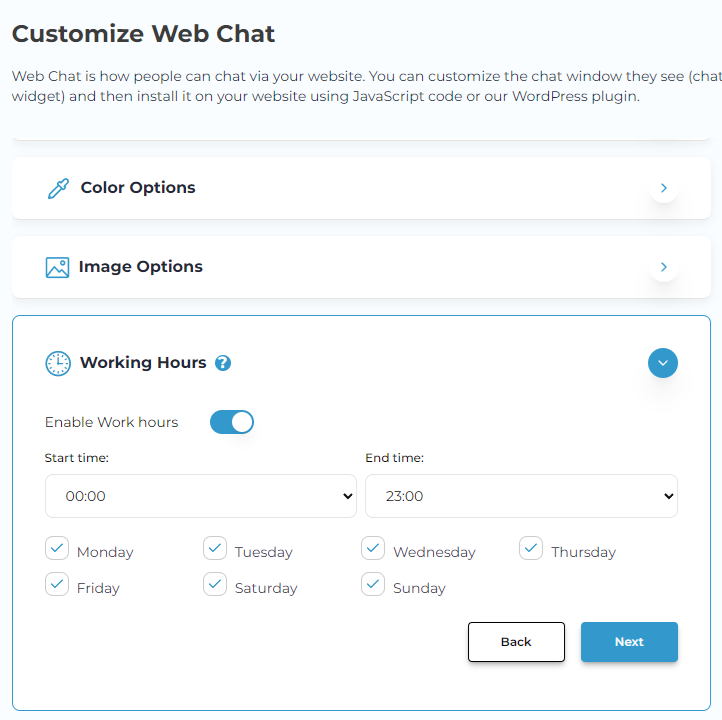 Customize Web Chat
Web Chat is how people can chat via your website. You can customize the chat window they see (chat
widget) and then install it on your website using JavaScript code or our WordPress plugin.
Color Options
Image Options
Working Hours ?
Enable Work hours
Start time: End time:
00:00 23:00
Monday Tuesday Wednesday Thursday
Friday Saturday Sunday
Back Next